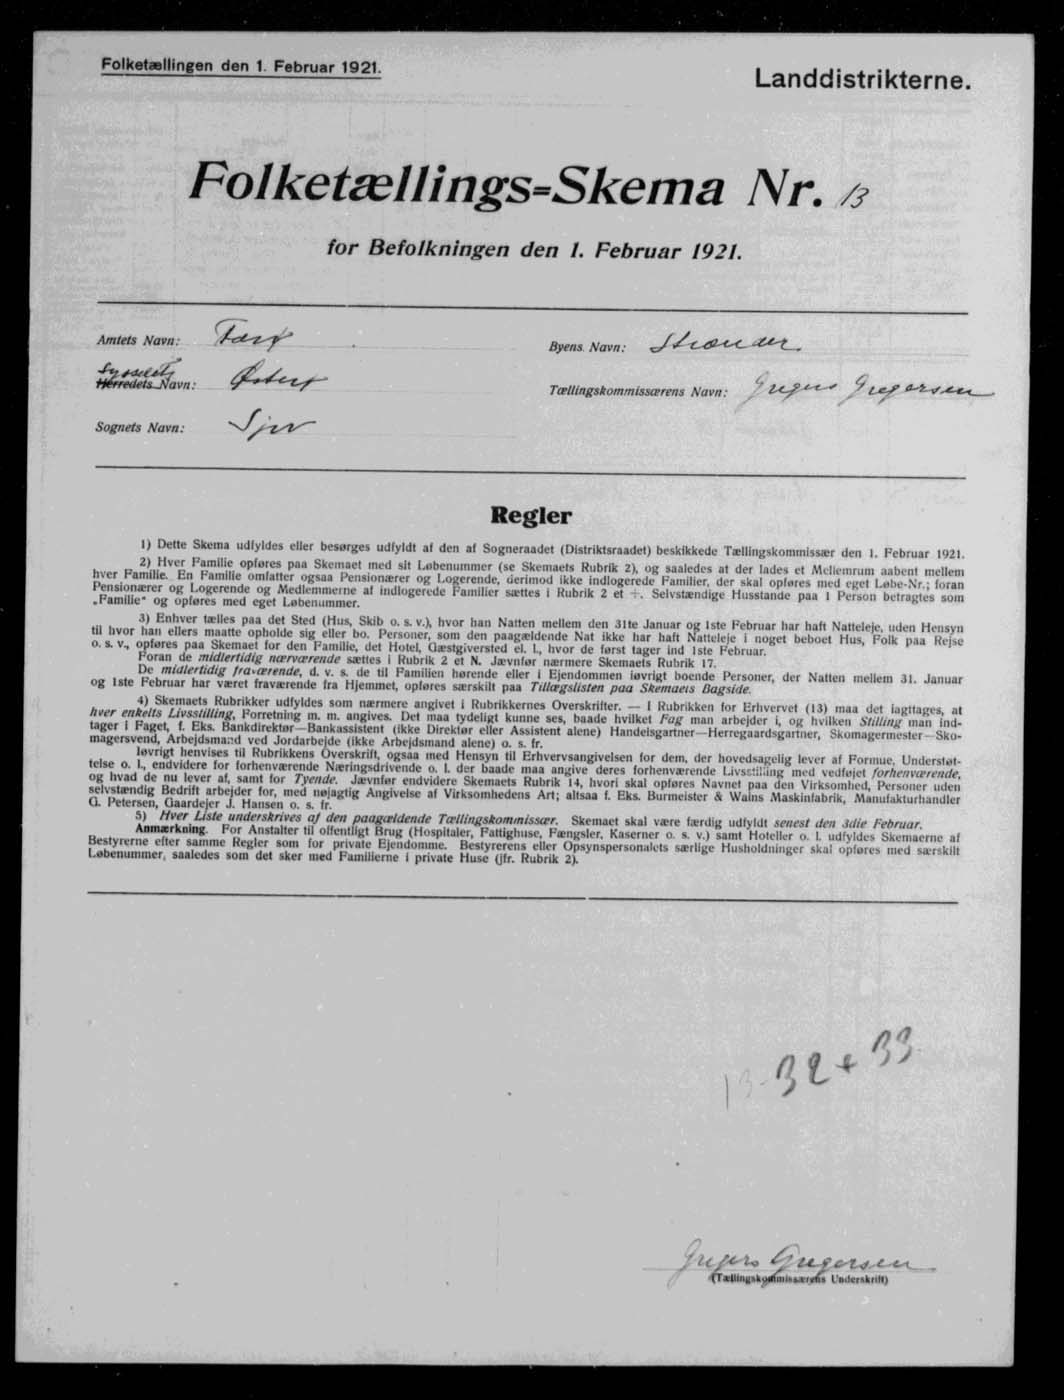 Folketællingen den 1. Februar 1921.
Landdistrikterne.
Folketællings=Skema Nr. 13
for Befolkningen den 1. Februar 1921.
Amtets Navn: Færø
Byens Navn: Strænder
Sysselets
Herredets Navn: Østerø
Tællingskommissærens Navn: Gregers Gregersen
Sognets Navn: Sjov
Regler
1) Dette Skema udfyldes eller besørges udfyldt af den af Sogneraadet (Distriktsraadet) beskikkede Tællingskommissær den 1. Februar 1921.
2) Hver Familie opføres paa Skemaet med sit Løbenummer (se Skemaets Rubrik 2), og saaledes at der lades et Mellemrum aabent mellem
hver Familie. En Familie omfatter ogsaa Pensionærer og Logerende, derimod ikke indlogerede Familier, der skal opføres med eget Løbe-Nr.; foran
Pensionærer og Logerende og Medlemmerne af indlogerede Familier sættes i Rubrik 2 et ÷. Selvstændige Husstande paa 1 Person betragtes som
„Familie“ og opføres med eget Løbenummer.
3) Enhver tælles paa det Sted (Hus, Skib o. s. v.), hvor han Natten mellem den 31te Januar og 1ste Februar har haft Natteleje, uden Hensyn
til hvor han ellers maatte opholde sig eller bo. Personer, som den paagældende Nat ikke har haft Natteleje i noget beboet Hus, Folk paa Rejse
o. s. v., opføres paa Skemaet for den Familie, det Hotel, Gæstgiversted el. l., hvor de først tager ind 1ste Februar.
Foran de midlertidig nærværende sættes i Rubrik 2 et N. Jævnfør nærmere Skemaets Rubrik 17.
De midlertidig fraværende, d. v. s. de til Familien hørende eller i Ejendommen iøvrigt boende Personer, der Natten mellem 31. Januar
og 1ste Februar har været fraværende fra Hjemmet, opføres særskilt paa Tillægslisten paa Skemaets Bagside.
4) Skemaets Rubrikker udfyldes som nærmere angivet i Rubrikkernes Overskrifter. — I Rubrikken for Erhvervet (13) maa det iagttages, at
hver enkelts Livsstilling, Forretning m. m. angives. Det maa tydeligt kunne ses, baade hvilket Fag man arbejder i, og hvilken Stilling man ind-
tager i Faget, f. Eks. Bankdirektør—Bankassistent (ikke Direktør eller Assistent alene) Handelsgartner—Herregaardsgartner, Skomagermester—Sko-
magersvend, Arbejdsmand ved Jordarbejde (ikke Arbejdsmand alene) o. s. fr.
Iøvrigt henvises til Rubrikkens Overskrift, ogsaa med Hensyn til Erhvervsangivelsen for dem, der hovedsagelig lever af Formue, Understøt-
telse o. l., endvidere for forhenværende Næringsdrivende o. l. der baade maa angive deres forhenværende Livsstilling med vedføjet forhenværende,
og hvad de nu lever af, samt for Tyende. Jævnfør endvidere Skemaets Rubrik 14, hvori skal opføres Navnet paa den Virksomhed, Personer uden
selvstændig Bedrift arbejder for, med nøjagtig Angivelse af Virksomhedens Art; altsaa f. Eks. Burmeister & Wains Maskinfabrik, Manufakturhandler
G. Petersen, Gaardejer J. Hansen o. s. fr.
5) Hver Liste underskrives af den paagældende Tællingskommissær. Skemaet skal være færdig udfyldt senest den 3die Februar.
Anmærkning. For Anstalter til offentligt Brug (Hospitaler, Fattighuse, Fængsler, Kaserner o. s. v.) samt Hoteller o. l. udfyldes Skemaerne af
Bestyrerne efter samme Regler som for private Ejendomme. Bestyrerens eller Opsynspersonalets særlige Husholdninger skal opføres med særskilt
Løbenummer, saaledes som det sker med Familierne i private Huse (jfr. Rubrik 2).
13- 32 + 33
Gregers Gregersen
(Tællingskommissærens Underskrift)